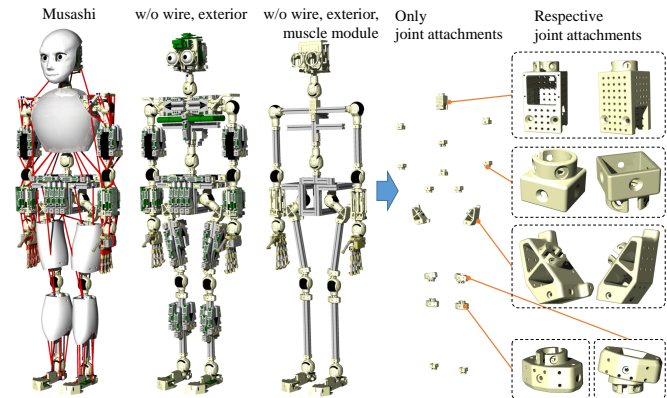 Musashi
w/o wire, exterior
w/o wire, exterior,
muscle module
Only
joint attachments
Respective
joint attachments